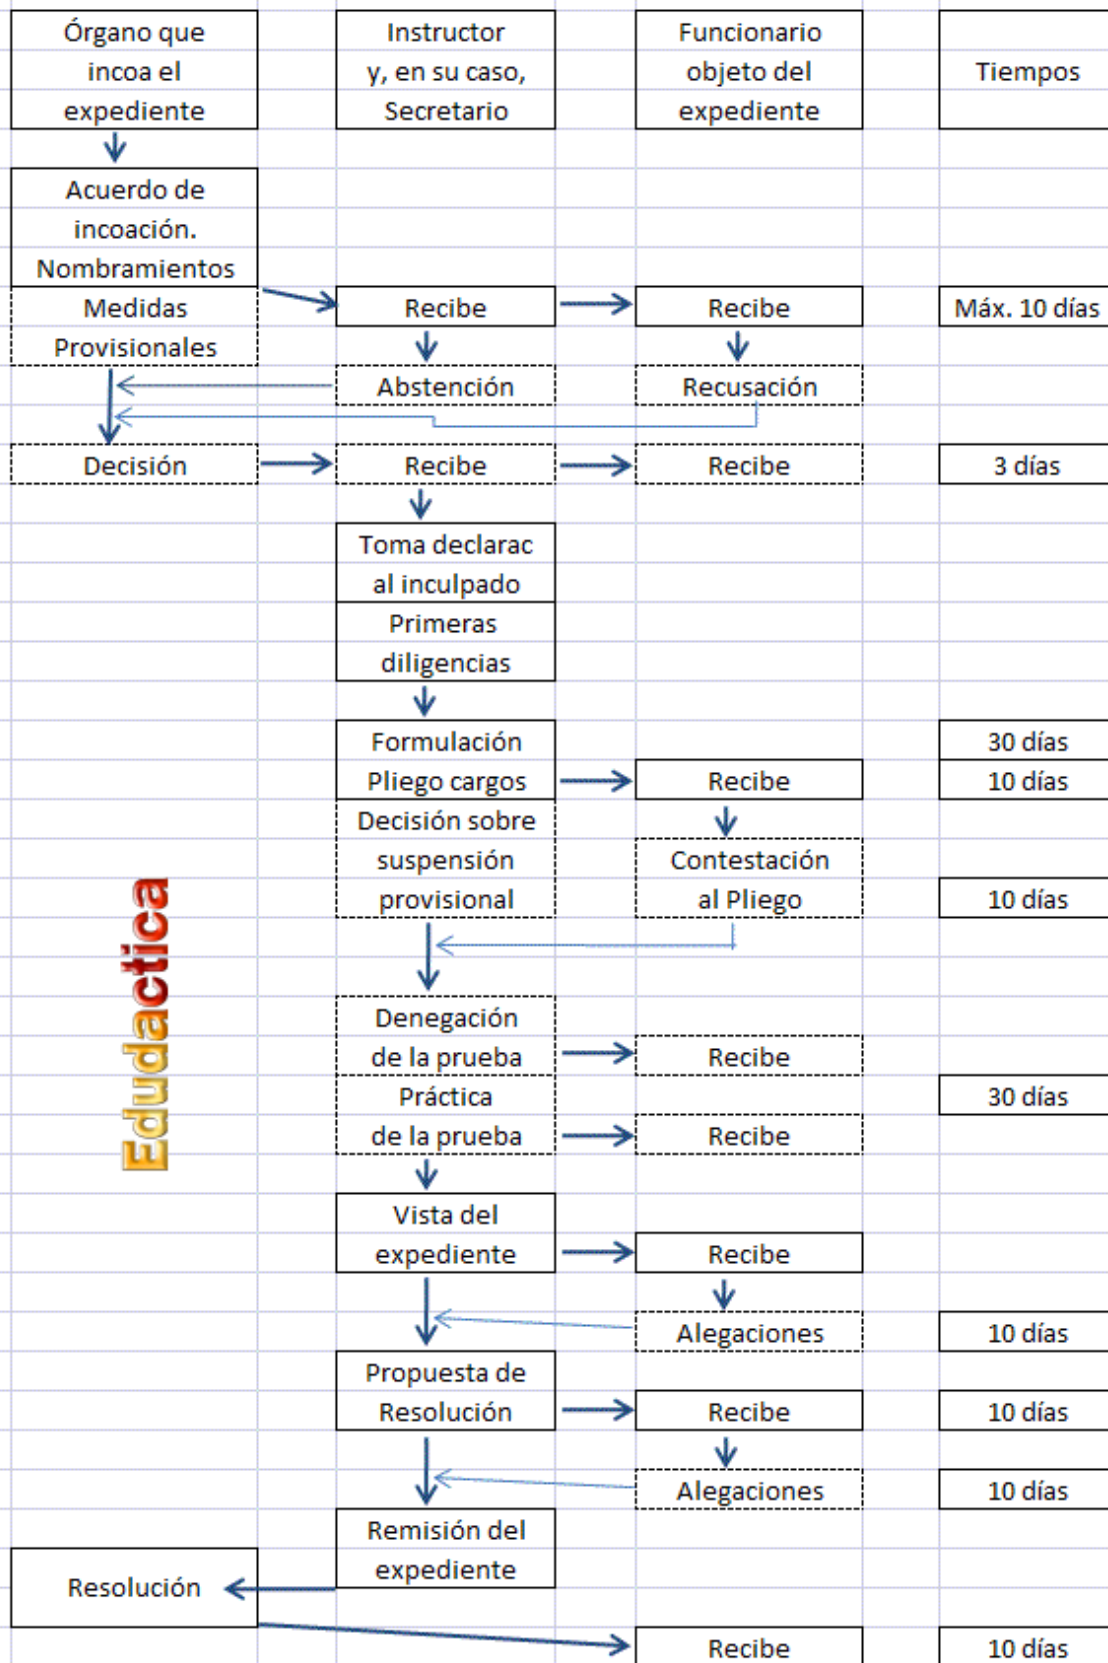 Órgano que
incoa el
expediente
Instructor
y, en su caso,
Secretario
Funcionario
objeto del
expediente
Tiempos
Acuerdo de
incoación.
Nombramientos
Medidas
Provisionales
Recibe
Recibe
Máx. 10 días
Abstención
Recusación
Decisión
Recibe
Recibe
3 días
Toma declarac
al inculpado
Primeras
diligencias
Formulación
30 días
Pliego cargos
Recibe
10 días
Decisión sobre
suspensión
provisional
Contestación
al Pliego
10 días
Edudactica
Denegación
de la prueba
Recibe
Práctica
30 días
de la prueba
Recibe
Vista del
expediente
Recibe
Alegaciones
10 días
Propuesta de
Resolución
Recibe
10 días
Alegaciones
10 días
Remisión del
expediente
Resolución
Recibe
10 días